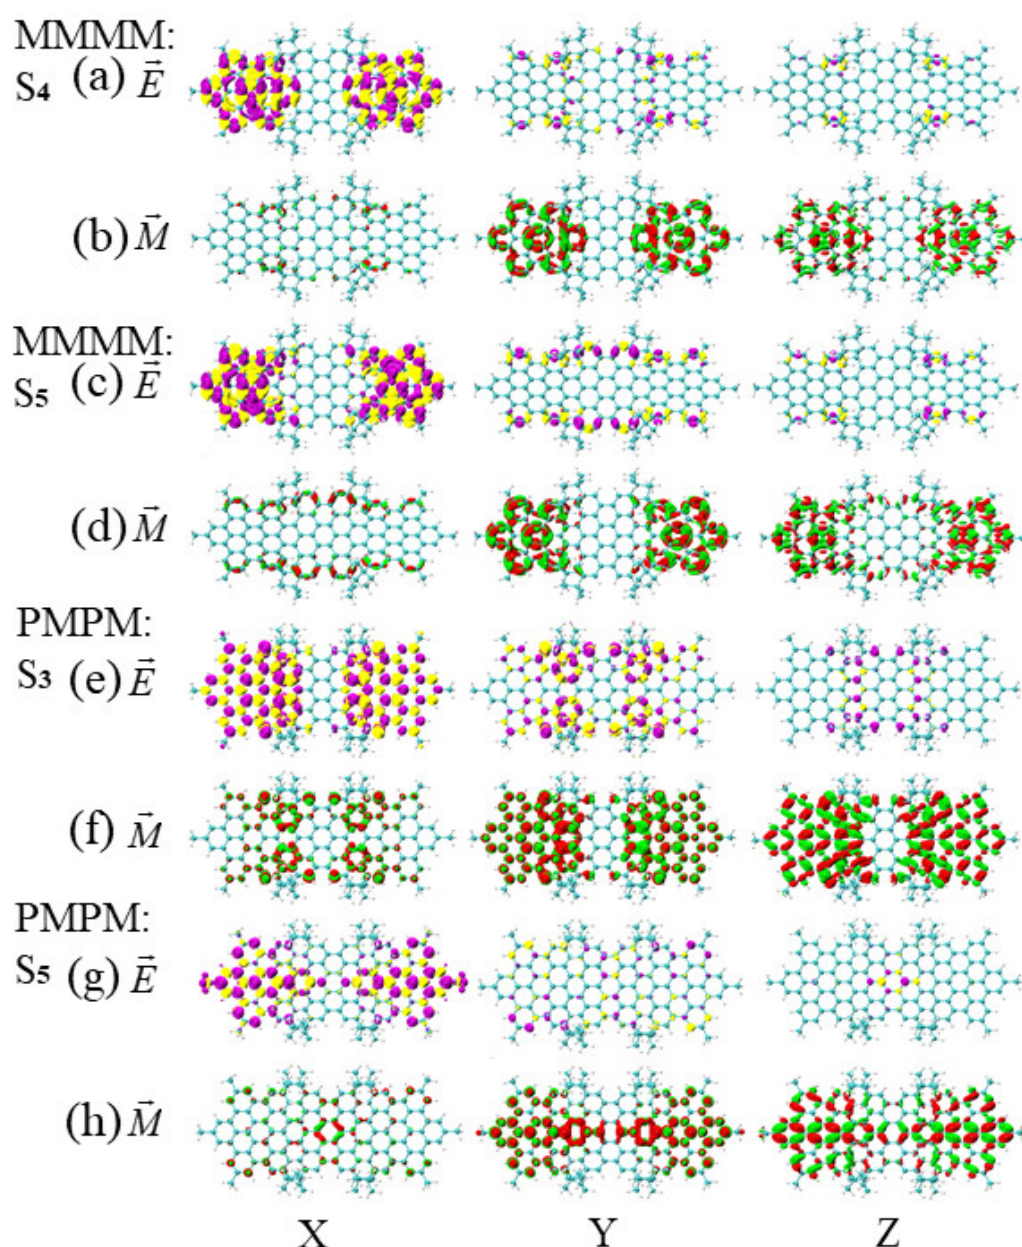 MMMM:
S4 (a) E⃗
(b) M⃗
MMMM:
S5 (c) E⃗
(d) M⃗
PMPM:
S3 (e) E⃗
(f) M⃗
PMPM:
S5 (g) E⃗
(h) M⃗
X Y Z